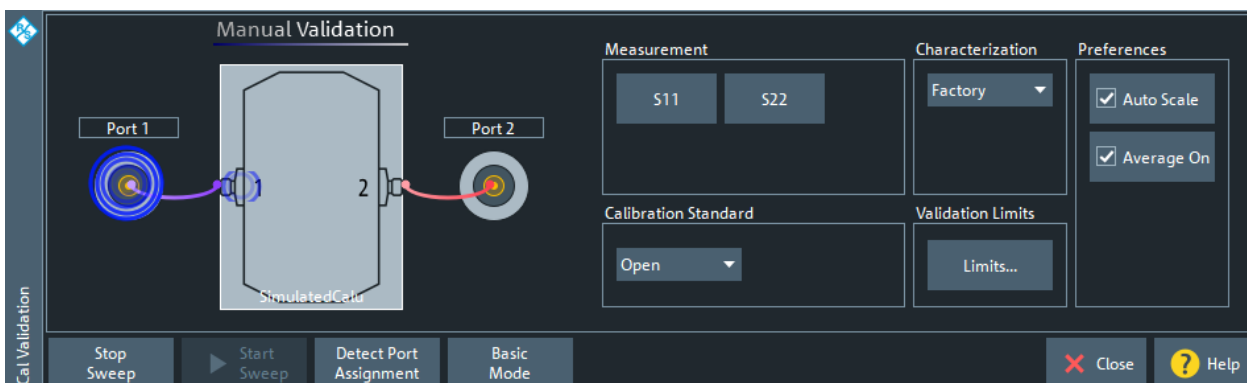 Manual Validation
Port 1
Port 2
1
2
SimulatedCalu
Measurement
S11
S22
Calibration Standard
Open
Characterization
Factory
Validation Limits
Limits...
Preferences
Auto Scale
Average On
R&S
Cal Validation
Stop
Sweep
Start
Sweep
Detect Port
Assignment
Basic
Mode
Close
? Help